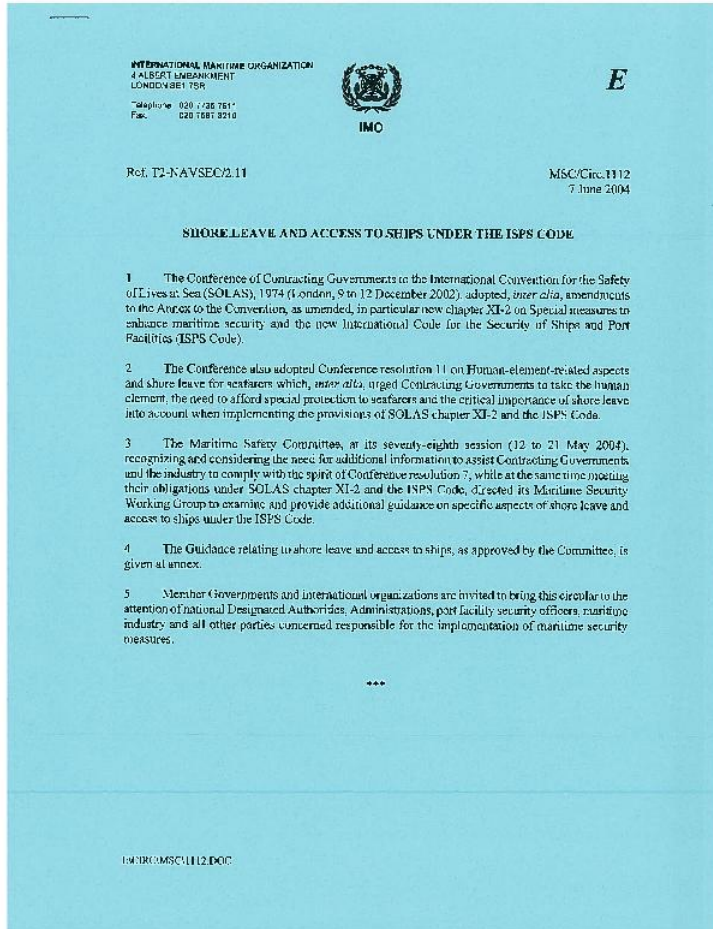 INTERNATIONAL MARITIME ORGANIZATION
4 ALBERT EMBANKMENT
LONDON SE1 7SR
Telephone: 020 7735 7611
Fax: 020 7587 3210
IMO
E
Ref. T2-NAVSEC/2.11
MSC/Circ.1112
7 June 2004
SHORE LEAVE AND ACCESS TO SHIPS UNDER THE ISPS CODE
1 The Conference of Contracting Governments to the International Convention for the Safety
of Lives at Sea (SOLAS), 1974 (London, 9 to 12 December 2002), adopted, inter alia, amendments
to the Annex to the Convention, as amended, in particular new chapter XI-2 on Special measures to
enhance maritime security and the new International Code for the Security of Ships and Port
Facilities (ISPS Code).
2 The Conference also adopted Conference resolution 11 on Human-element-related aspects
and shore leave for seafarers which, inter alia, urged Contracting Governments to take the human
element, the need to afford special protection to seafarers and the critical importance of shore leave
into account when implementing the provisions of SOLAS chapter XI-2 and the ISPS Code.
3 The Maritime Safety Committee, at its seventy-eighth session (12 to 21 May 2004),
recognizing and considering the need for additional information to assist Contracting Governments
and the industry to comply with the spirit of Conference resolution 7, while at the same time meeting
their obligations under SOLAS chapter XI-2 and the ISPS Code, directed its Maritime Security
Working Group to examine and provide additional guidance on specific aspects of shore leave and
access to ships under the ISPS Code.
4 The Guidance relating to shore leave and access to ships, as approved by the Committee, is
given at annex.
5 Member Governments and international organizations are invited to bring this circular to the
attention of national Designated Authorities, Administrations, port facility security officers, maritime
industry and all other parties concerned responsible for the implementation of maritime security
measures.
***
I:\CIRC\MSC\1112.DOC